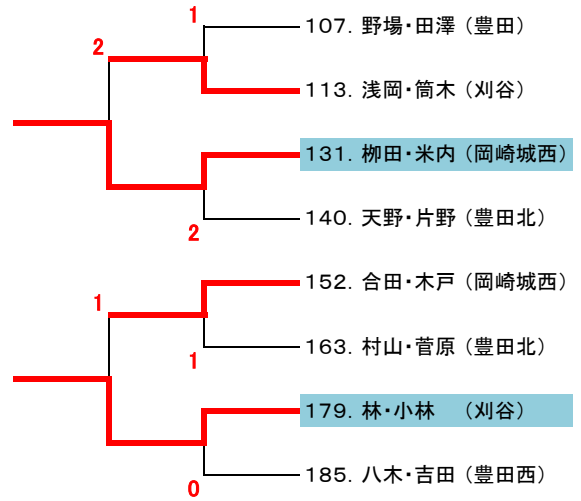 1
107. 野場・田澤（豊田）
2
113. 浅岡・筒木（刈谷）
131. 栁田・米内（岡崎城西）
140. 天野・片野（豊田北）
2
152. 合田・木戸（岡崎城西）
1
163. 村山・菅原（豊田北）
1
179. 林・小林　（刈谷）
185. 八木・吉田（豊田西）
0